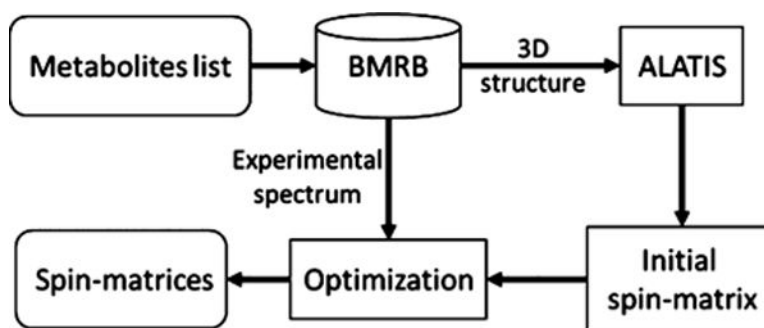 Metabolites list
BMRB
3D
structure
ALATIS
Experimental
spectrum
Spin-matrices
Optimization
Initial
spin-matrix